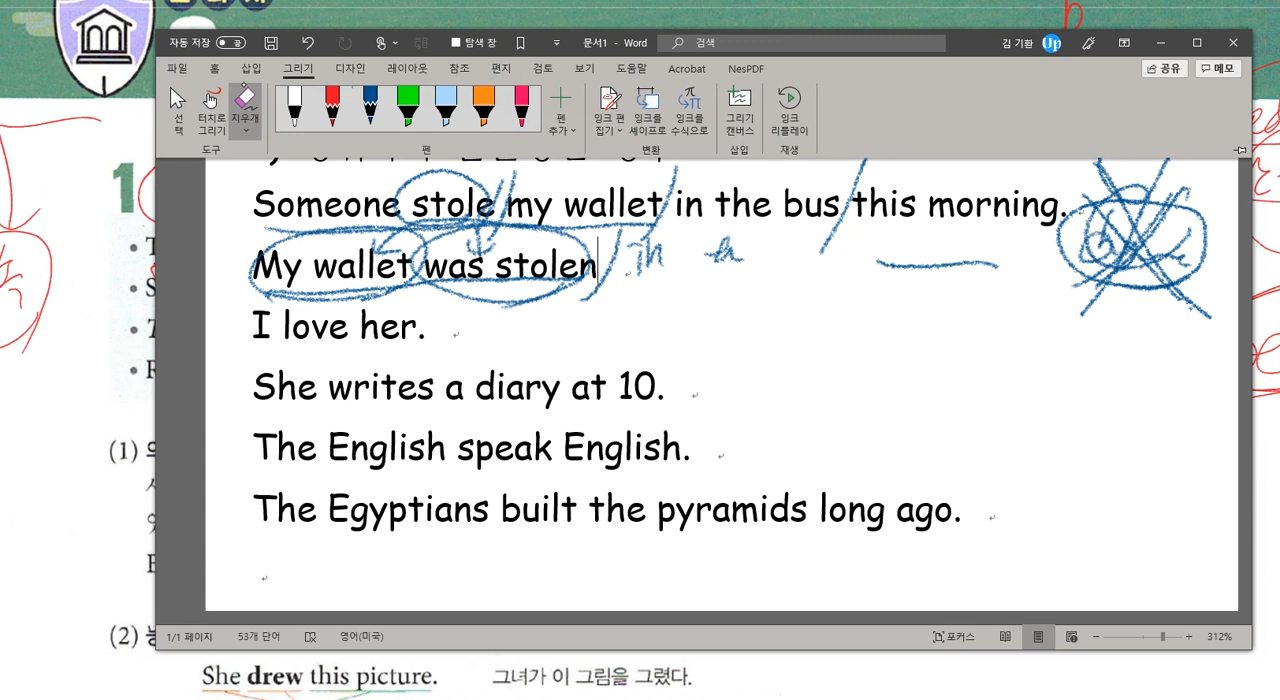 자동 저장 끔 탐색 창 문서1 - Word 검색 김 기환 Up
파일 홈 삽입 그리기 디자인 레이아웃 참조 편지 검토 보기 도움말 Acrobat NesPDF 공유 메모
선택 터치로 그리기 지우개 펜 추가 잉크 편집기 잉크를 셰이프로 잉크를 수식으로 그리기 캔버스 잉크 리플레이
도구 펜 변환 삽입 재생
Someone stole my wallet in the bus this morning.
My wallet was stolen in
I love her.
She writes a diary at 10.
The English speak English.
The Egyptians built the pyramids long ago.
1/1 페이지 53개 단어 영어(미국) 포커스 312%
1
(1)
(2)
She drew this picture. 그녀가 이 그림을 그렸다.
b